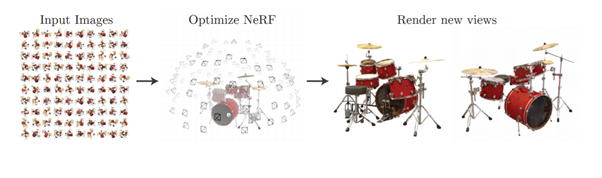 Input Images
Optimize NeRF
Render new views